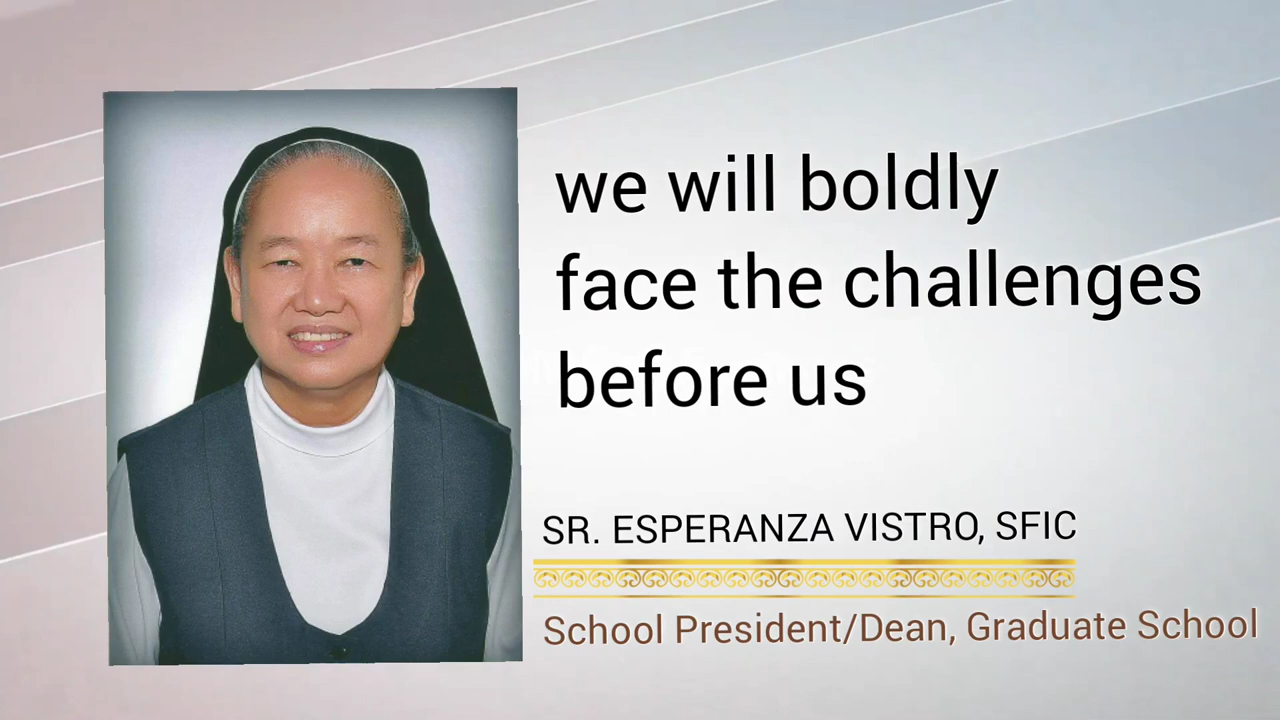 we will boldly
face the challenges
before us
SR. ESPERANZA VISTRO, SFIC
School President/Dean, Graduate School